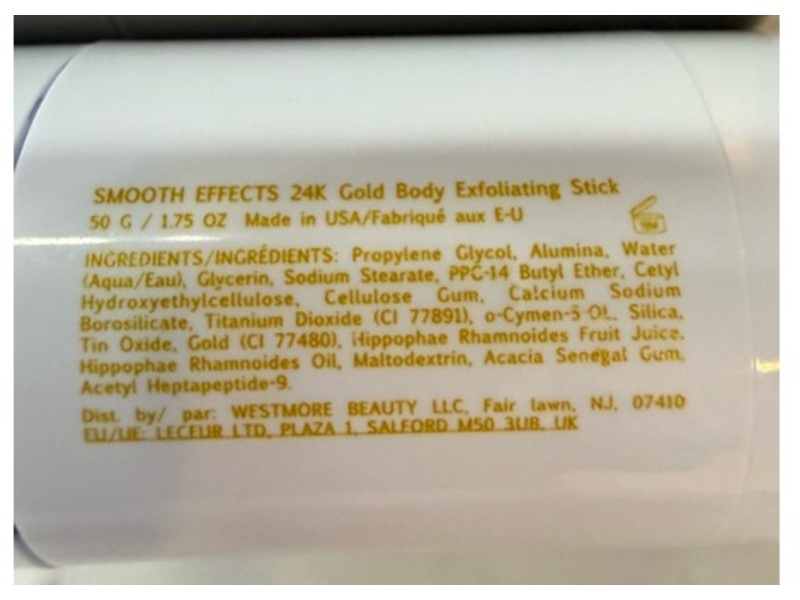 SMOOTH EFFECTS 24K Gold Body Exfoliating Stick
50 G / 1.75 OZ Made in USA/Fabriqué aux E-U
INGREDIENTS/INGRÉDIENTS: Propylene Glycol, Alumina, Water
(Aqua/Eau), Glycerin, Sodium Stearate, PPG-14 Butyl Ether, Cetyl
Hydroxyethylcellulose, Cellulose Gum, Calcium Sodium
Borosilicate, Titanium Dioxide (CI 77891), o-Cymen-5-OL, Silica,
Tin Oxide, Gold (CI 77480), Hippophae Rhamnoides Fruit Juice,
Hippophae Rhamnoides Oil, Maltodextrin, Acacia Senegal Gum,
Acetyl Heptapeptide-9.
Dist. by/ par: WESTMORE BEAUTY LLC, Fair lawn, NJ, 07410
EU/UE: LECEUR LTD, PLAZA 1, SALFORD M50 3UB, UK